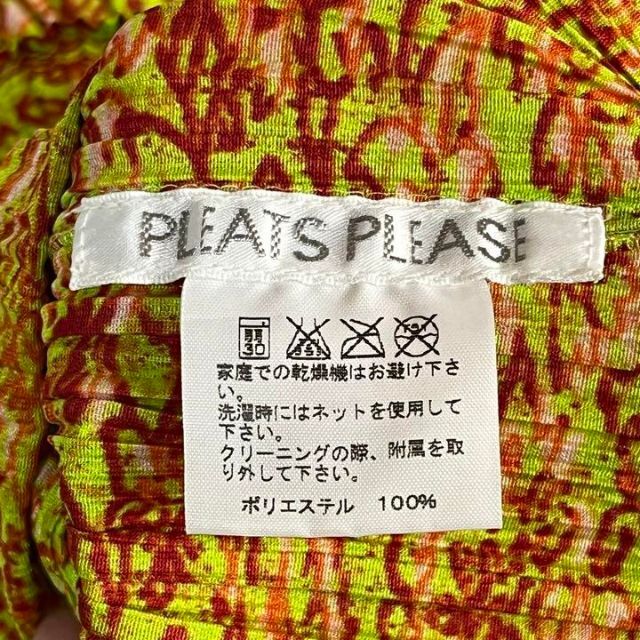 PLEATS PLEASE
弱
30
家庭での乾燥機はお避け下さ
い。
洗濯時にはネットを使用して
下さい。
クリーニングの際、附属を取
り外して下さい。
ポリエステル 100%